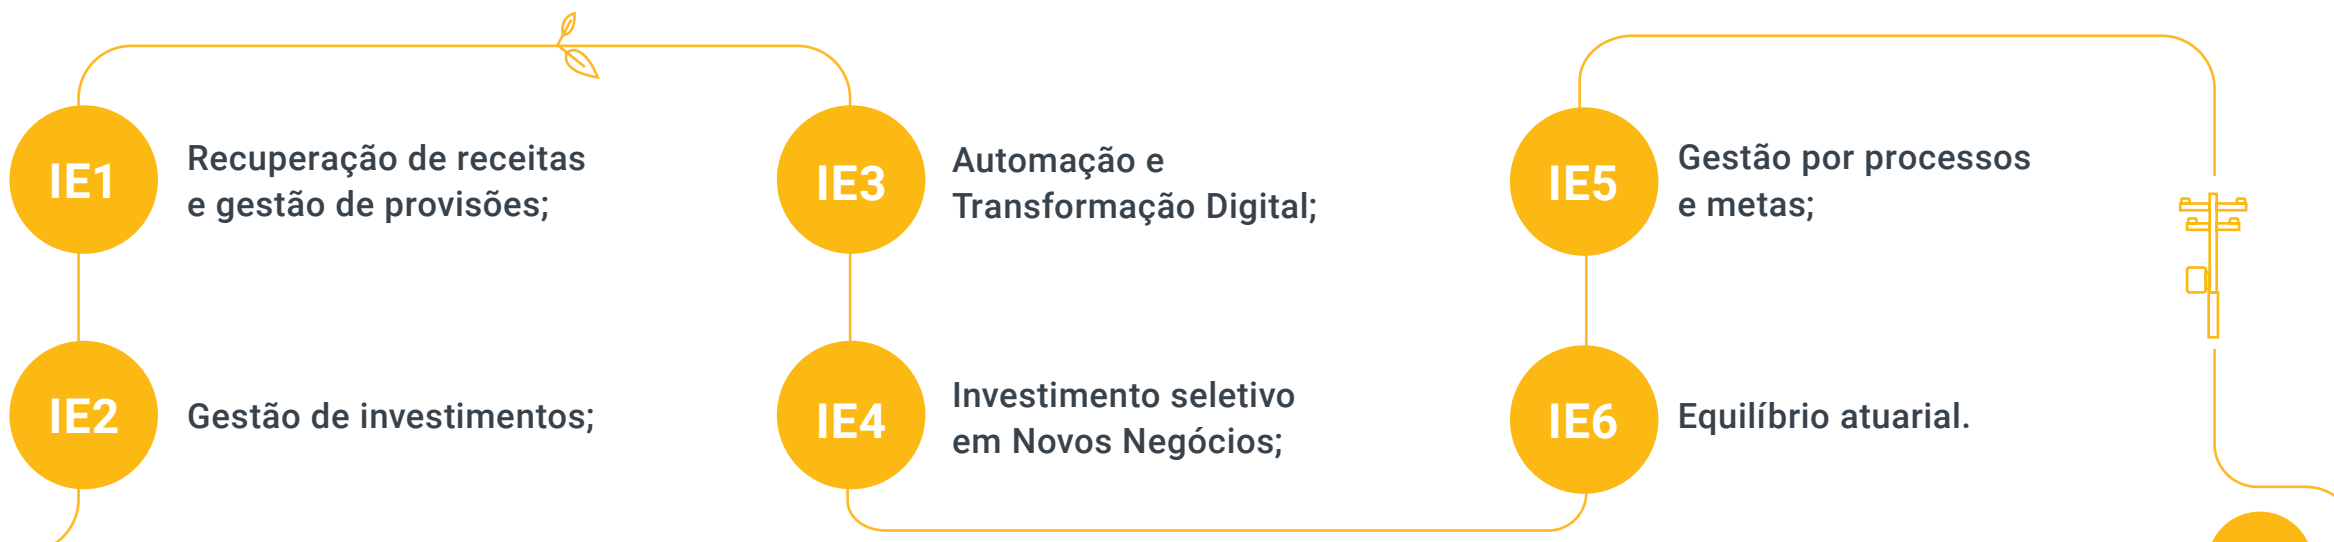 IE1
Recuperação de receitas
e gestão de provisões;
IE2
Gestão de investimentos;
IE3
Automação e
Transformação Digital;
IE4
Investimento seletivo
em Novos Negócios;
IE5
Gestão por processos
e metas;
IE6
Equilíbrio atuarial.